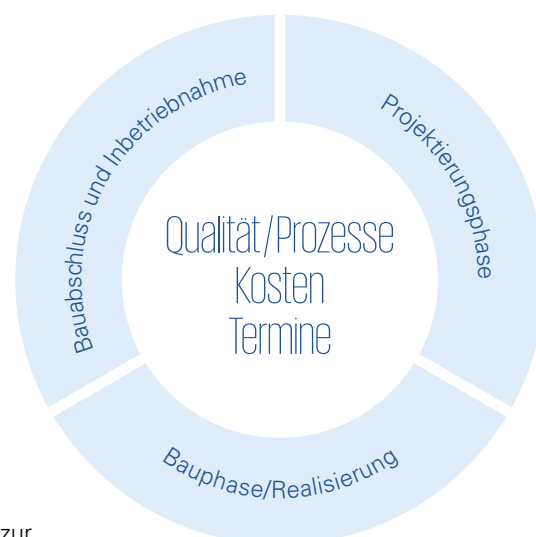 Bauabschluss und Inbetriebnahme
Projektierungsphase
Qualität/Prozesse
Kosten
Termine
Bauphase/Realisierung
zur